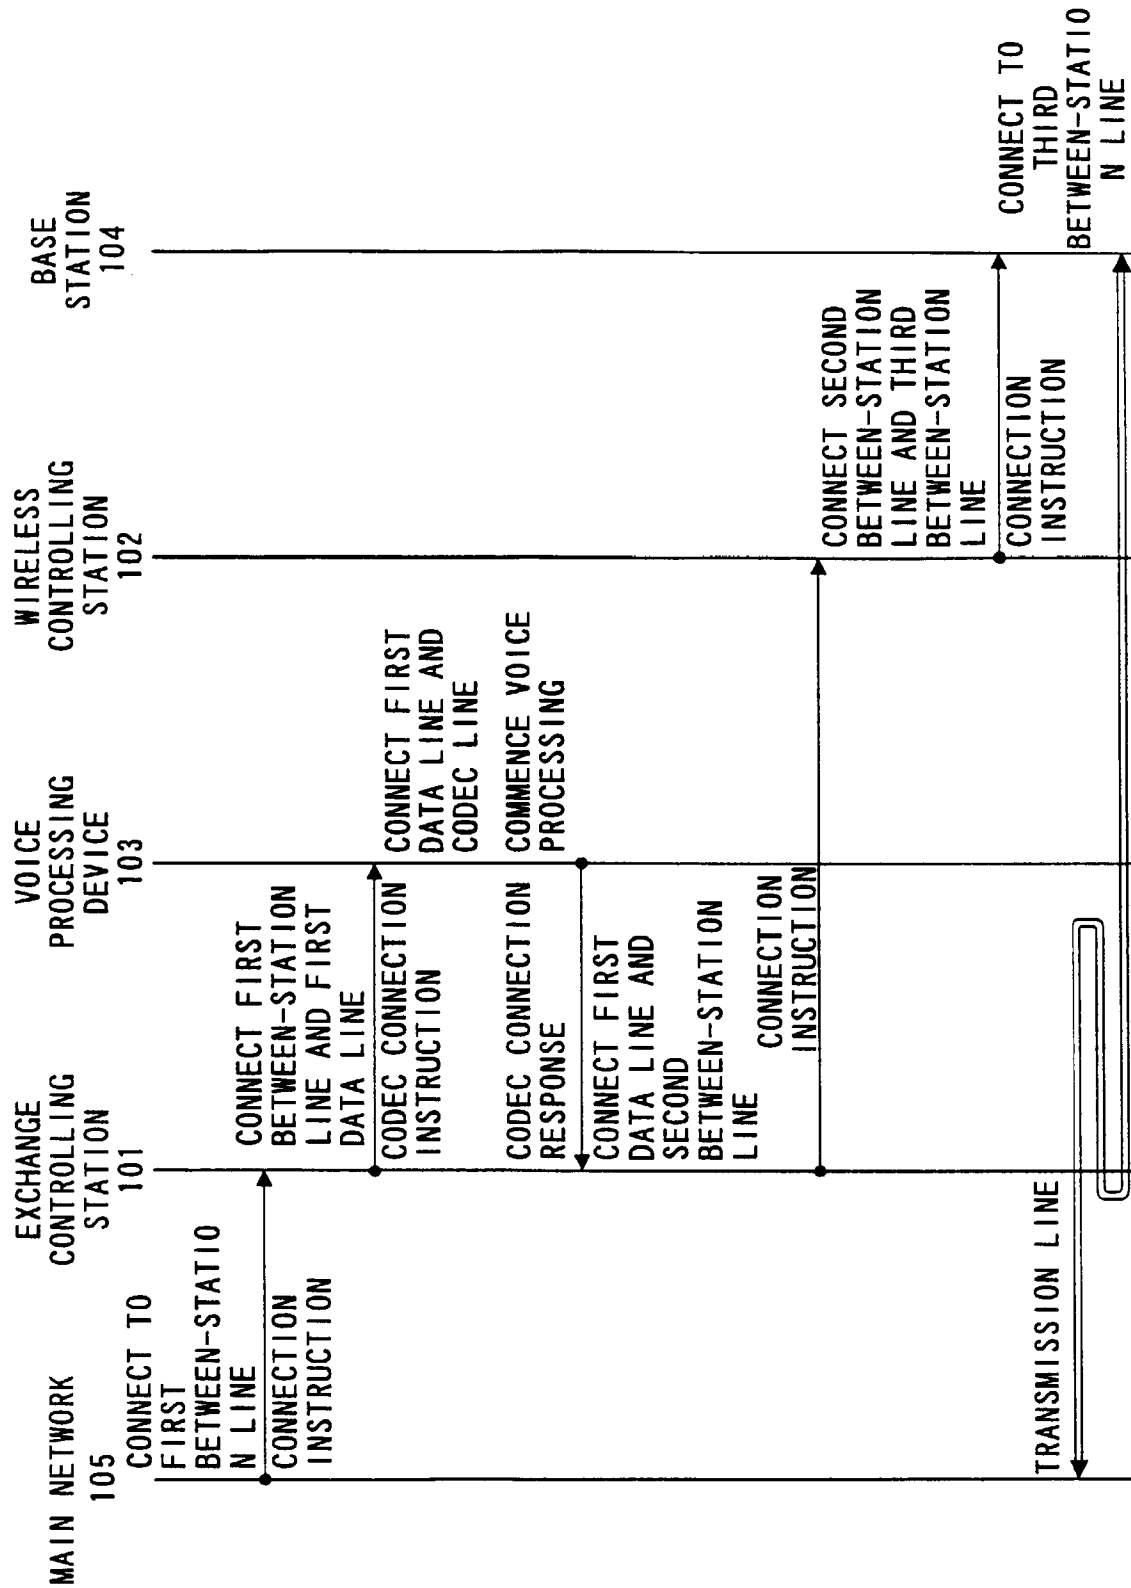 MAIN NETWORK
105
EXCHANGE
CONTROLLING
STATION
101
VOICE
PROCESSING
DEVICE
103
WIRELESS
CONTROLLING
STATION
102
BASE
STATION
104
CONNECT TO
FIRST
BETWEEN-STATIO
N LINE
CONNECTION
INSTRUCTION
CONNECT FIRST
BETWEEN-STATION
LINE AND FIRST
DATA LINE
CODEC CONNECTION
INSTRUCTION
CONNECT FIRST
DATA LINE AND
CODEC LINE
COMMENCE VOICE
PROCESSING
CODEC CONNECTION
RESPONSE
CONNECT FIRST
DATA LINE AND
SECOND
BETWEEN-STATION
LINE
CONNECTION
INSTRUCTION
CONNECT SECOND
BETWEEN-STATION
LINE AND THIRD
BETWEEN-STATION
LINE
CONNECTION
INSTRUCTION
CONNECT TO
THIRD
BETWEEN-STATIO
N LINE
TRANSMISSION LINE